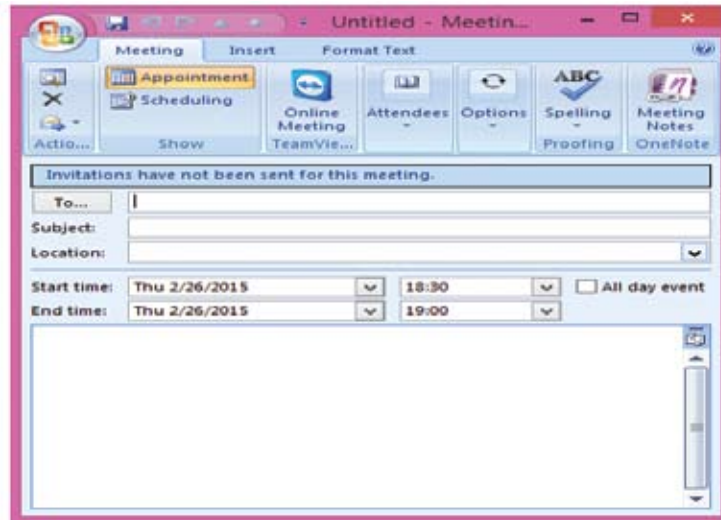 Untitled - Meetin...
Meeting Insert Format Text
Appointment
Scheduling
Actio... Show
Online Meeting
TeamVie...
Attendees
Options
ABC
Spelling
Proofing
Meeting Notes
OneNote
Invitations have not been sent for this meeting.
To...
Subject:
Location:
Start time: Thu 2/26/2015 18:30 All day event
End time: Thu 2/26/2015 19:00